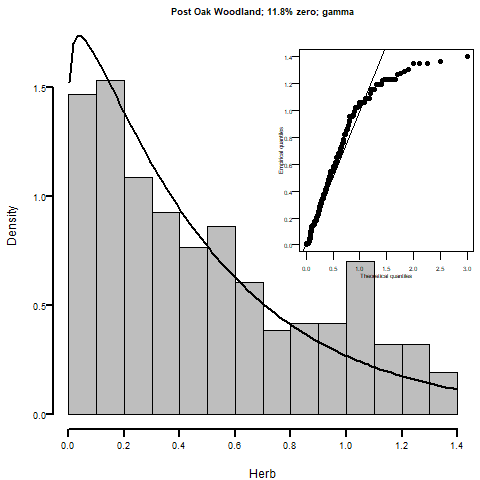 Post Oak Woodland; 11.8% zero; gamma
Density
0.0
0.5
1.0
1.5
0.0 0.2 0.4 0.6 0.8 1.0 1.2 1.4
Herb
Empirical quantiles
0.0
0.2
0.4
0.6
0.8
1.0
1.2
1.4
0.0 0.5 1.0 1.5 2.0 2.5 3.0
Theoretical quantiles